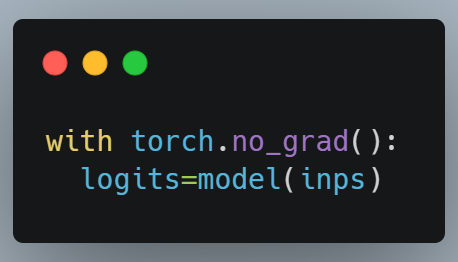 with torch.no_grad():
  logits=model(inps)